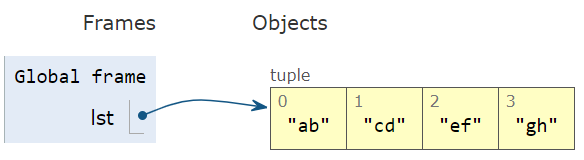 Frames Objects
Global frame
tuple
lst
0 1 2 3
"ab" "cd" "ef" "gh"